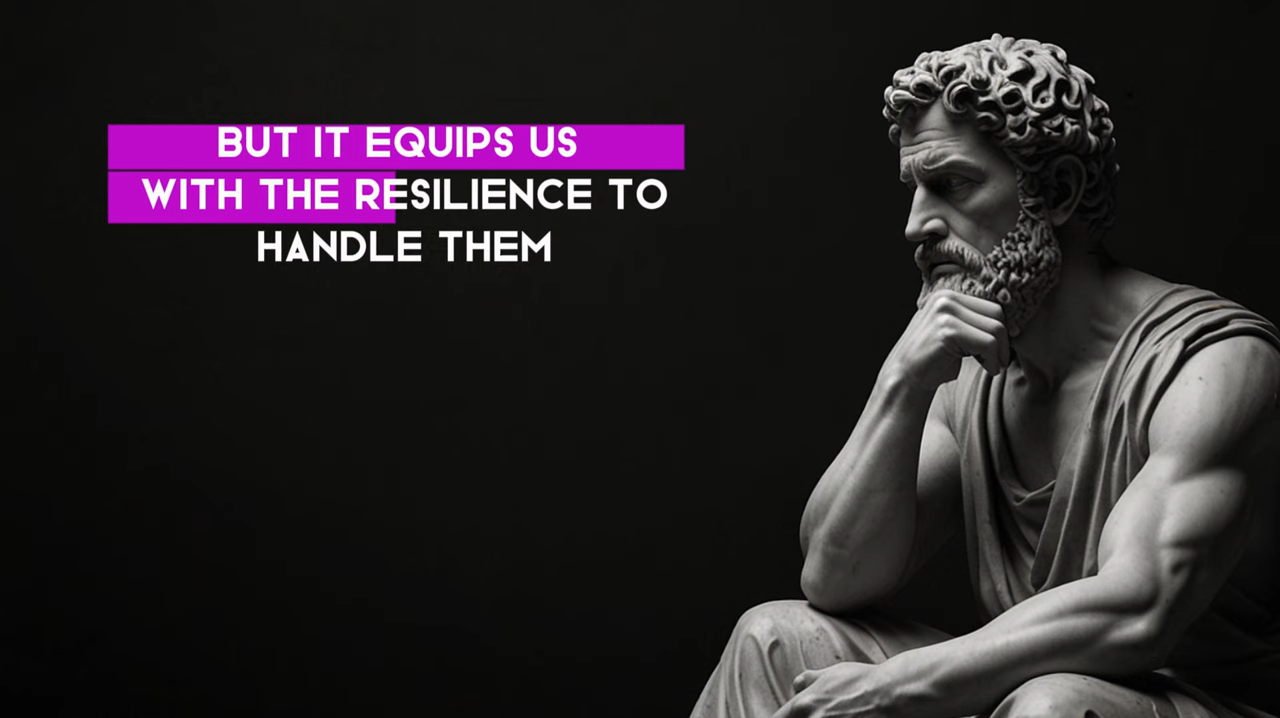 BUT IT EQUIPS US
WITH THE RESILIENCE TO
HANDLE THEM